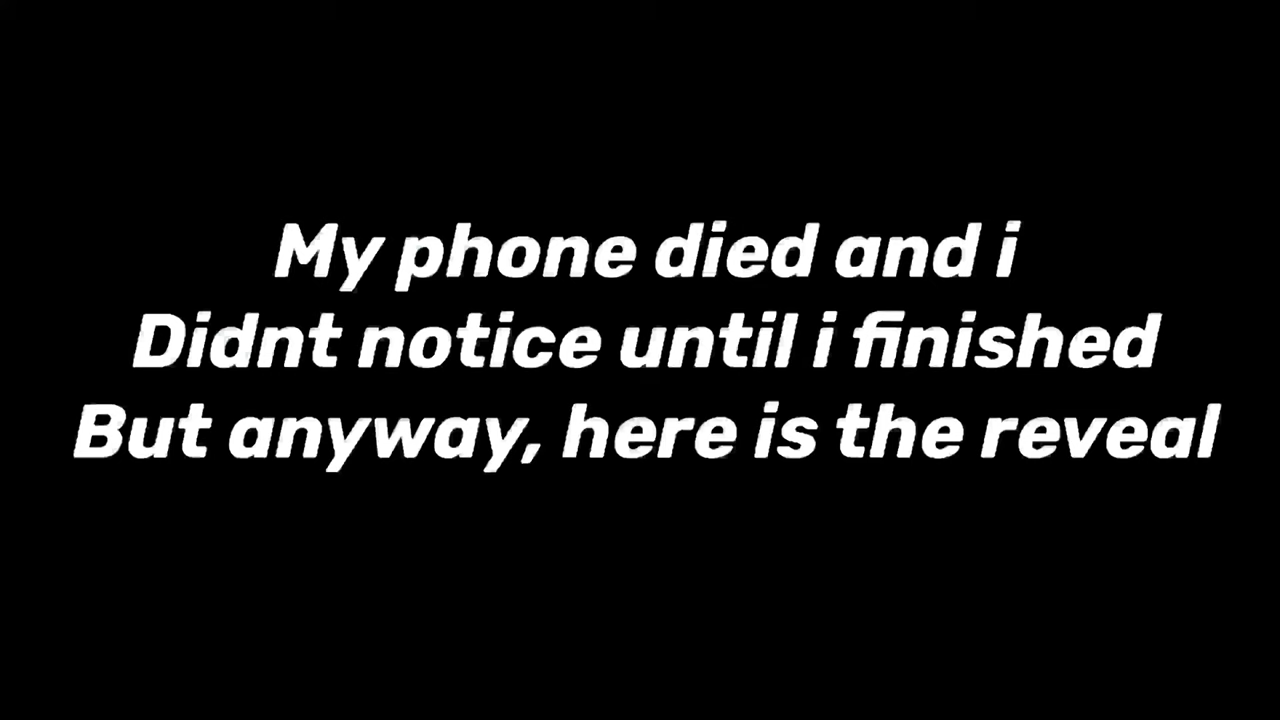 My phone died and i
Didnt notice until i finished
But anyway, here is the reveal